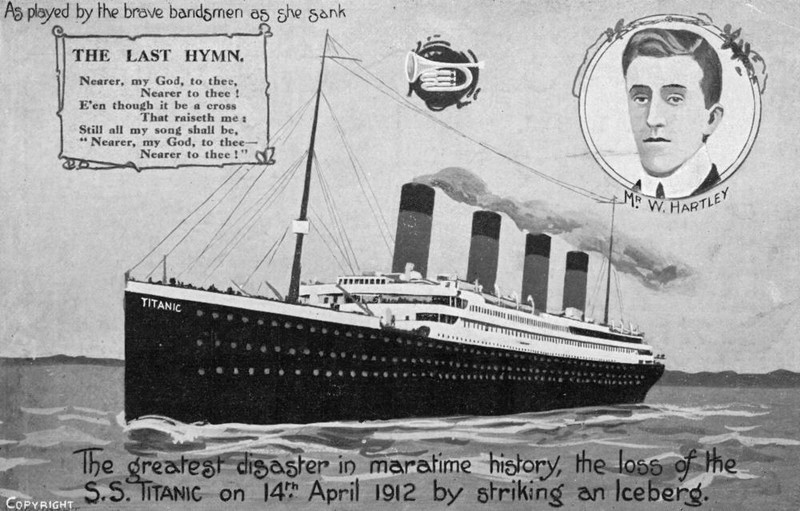 As played by the brave bandsmen as she sank
THE LAST HYMN.
Nearer, my God, to thee,
Nearer to thee !
E'en though it be a cross
That raiseth me :
Still all my song shall be,
" Nearer, my God, to thee—
Nearer to thee ! "
MR W. HARTLEY
TITANIC
The greatest disaster in maratime history, the loss of the
S.S. TITANIC on 14TH April 1912 by striking an Iceberg.
COPYRIGHT